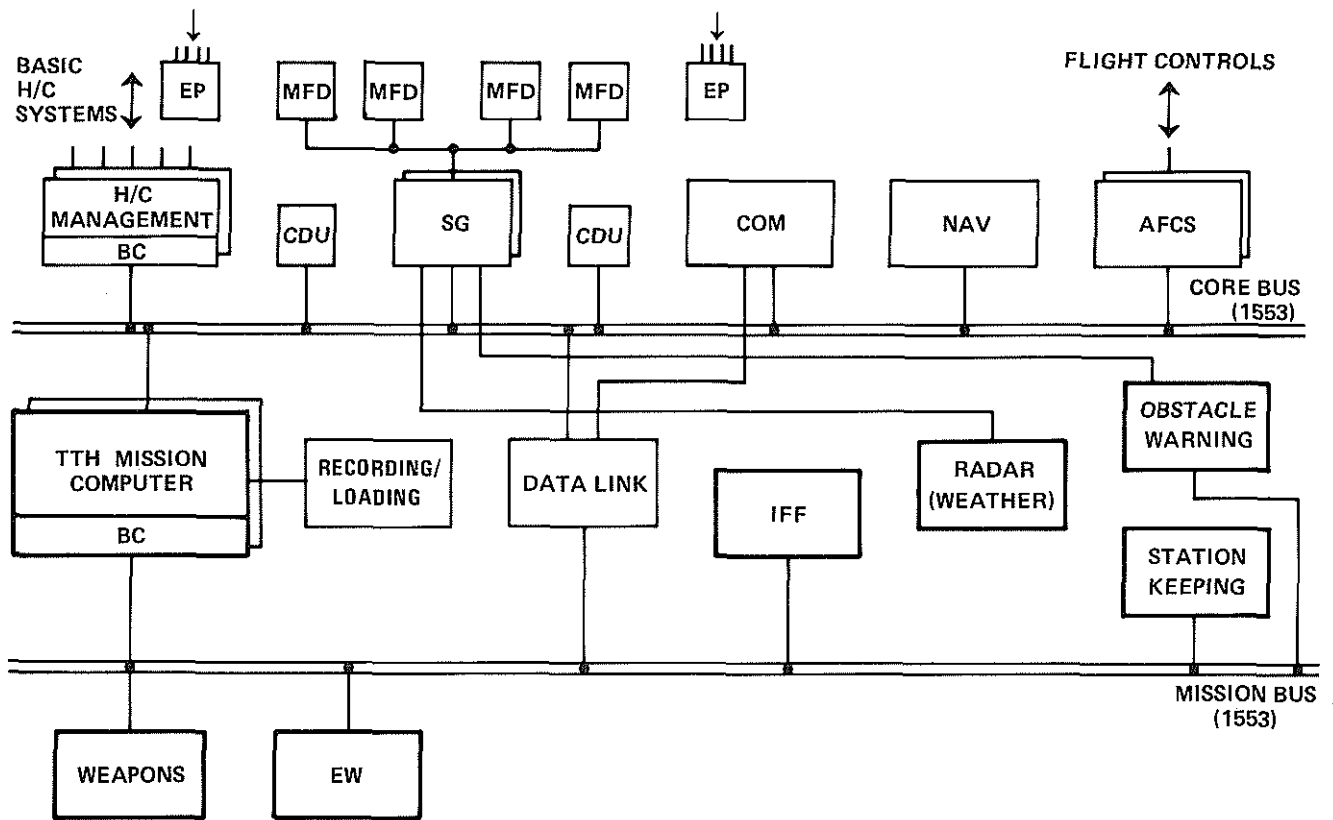 BASIC
H/C
SYSTEMS
EP
MFD
MFD
MFD
MFD
EP
FLIGHT CONTROLS
H/C
MANAGEMENT
BC
CDU
SG
CDU
COM
NAV
AFCS
CORE BUS
(1553)
TTH MISSION
COMPUTER
BC
RECORDING/
LOADING
DATA LINK
IFF
RADAR
(WEATHER)
OBSTACLE
WARNING
STATION
KEEPING
MISSION BUS
(1553)
WEAPONS
EW